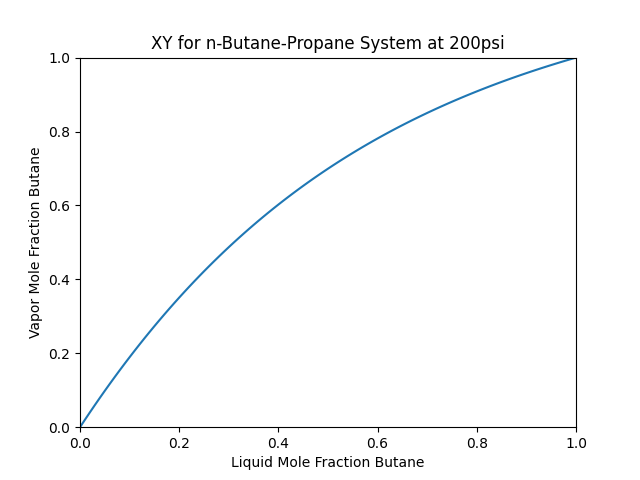 XY for n-Butane-Propane System at 200psi
1.0
0.8
0.6
0.4
0.2
0.0
Vapor Mole Fraction Butane
0.0 0.2 0.4 0.6 0.8 1.0
Liquid Mole Fraction Butane